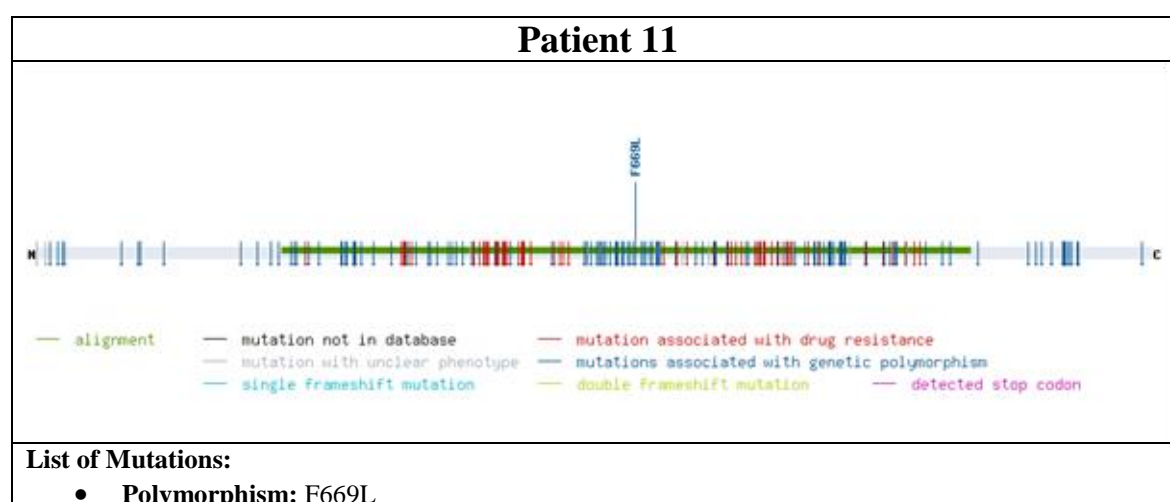 Patient 11
F669L
N C
alignment mutation not in database mutation associated with drug resistance
mutation with unclear phenotype mutations associated with genetic polymorphism
single frameshift mutation double frameshift mutation detected stop codon
List of Mutations:
• Polymorphism: F669L